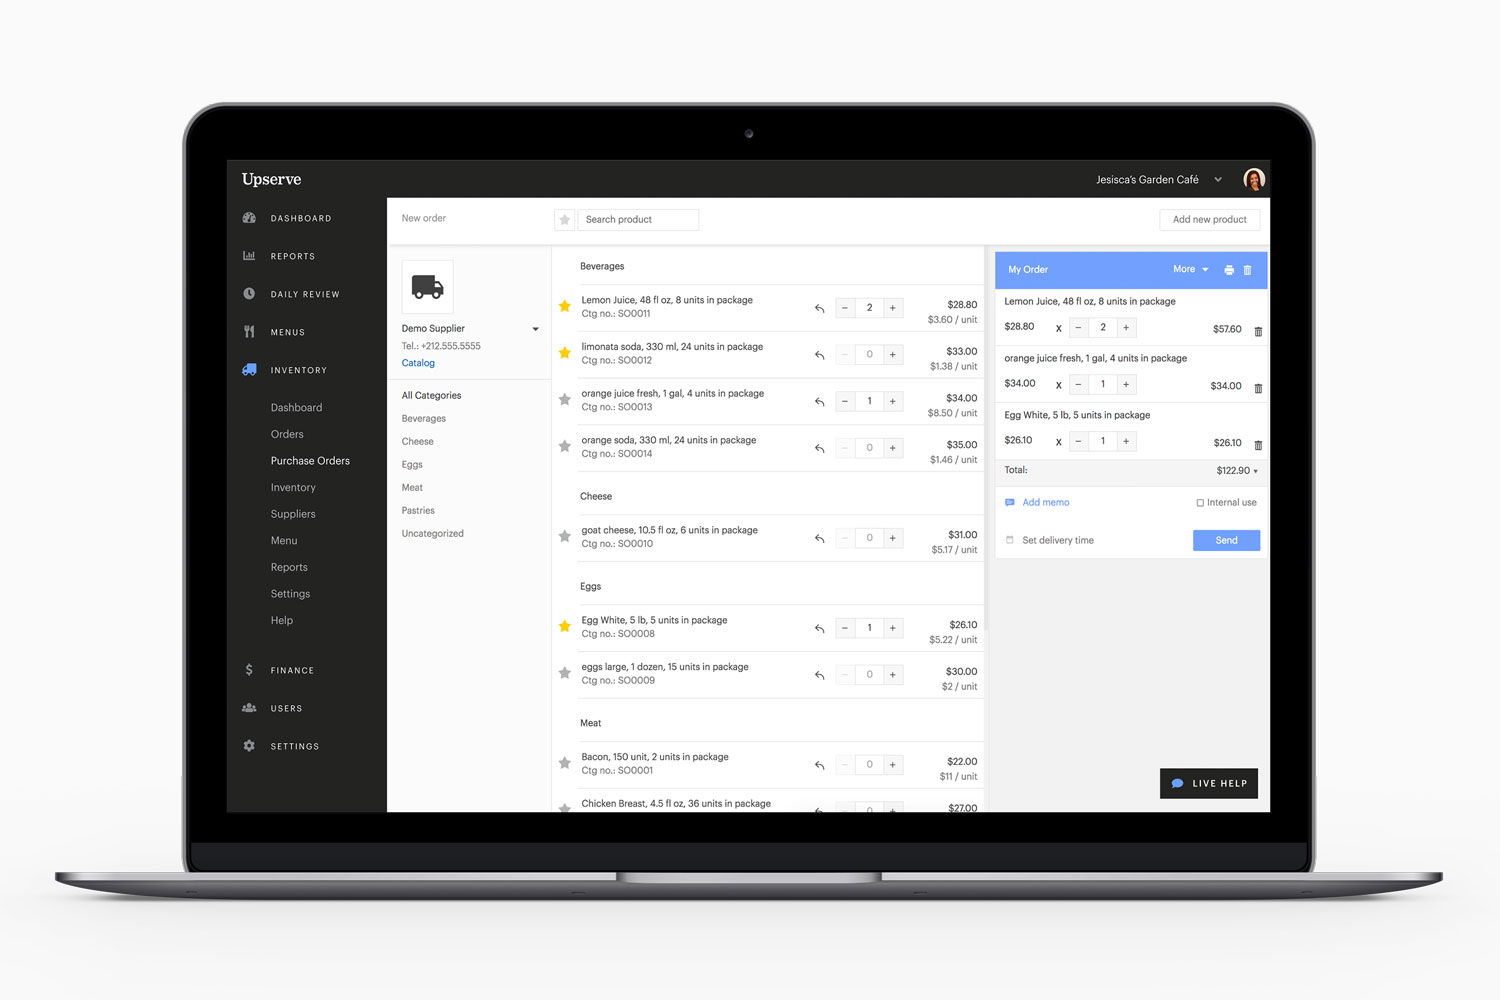 Upserve
Jesisca's Garden Café
DASHBOARD
REPORTS
DAILY REVIEW
MENUS
INVENTORY
Dashboard
Orders
Purchase Orders
Inventory
Suppliers
Menu
Reports
Settings
Help
$ FINANCE
USERS
SETTINGS
New order
Search product
Add new product
Demo Supplier
Tel.: +212.555.5555
Catalog
All Categories
Beverages
Cheese
Eggs
Meat
Pastries
Uncategorized
Beverages
Lemon Juice, 48 fl oz, 8 units in package
Ctg no.: SO0011
− 2 +
$28.80
$3.60 / unit
limonata soda, 330 ml, 24 units in package
Ctg no.: SO0012
− 0 +
$33.00
$1.38 / unit
orange juice fresh, 1 gal, 4 units in package
Ctg no.: SO0013
− 1 +
$34.00
$8.50 / unit
orange soda, 330 ml, 24 units in package
Ctg no.: SO0014
− 0 +
$35.00
$1.46 / unit
Cheese
goat cheese, 10.5 fl oz, 6 units in package
Ctg no.: SO0010
− 0 +
$31.00
$5.17 / unit
Eggs
Egg White, 5 lb, 5 units in package
Ctg no.: SO0008
− 1 +
$26.10
$5.22 / unit
eggs large, 1 dozen, 15 units in package
Ctg no.: SO0009
− 0 +
$30.00
$2 / unit
Meat
Bacon, 150 unit, 2 units in package
Ctg no.: SO0001
− 0 +
$22.00
$11 / unit
Chicken Breast, 4.5 fl oz, 36 units in package
− 0 +
$27.00
My Order
More
Lemon Juice, 48 fl oz, 8 units in package
$28.80 x − 2 + $57.60
orange juice fresh, 1 gal, 4 units in package
$34.00 x − 1 + $34.00
Egg White, 5 lb, 5 units in package
$26.10 x − 1 + $26.10
Total: $122.90
Add memo
Internal use
Set delivery time
Send
LIVE HELP